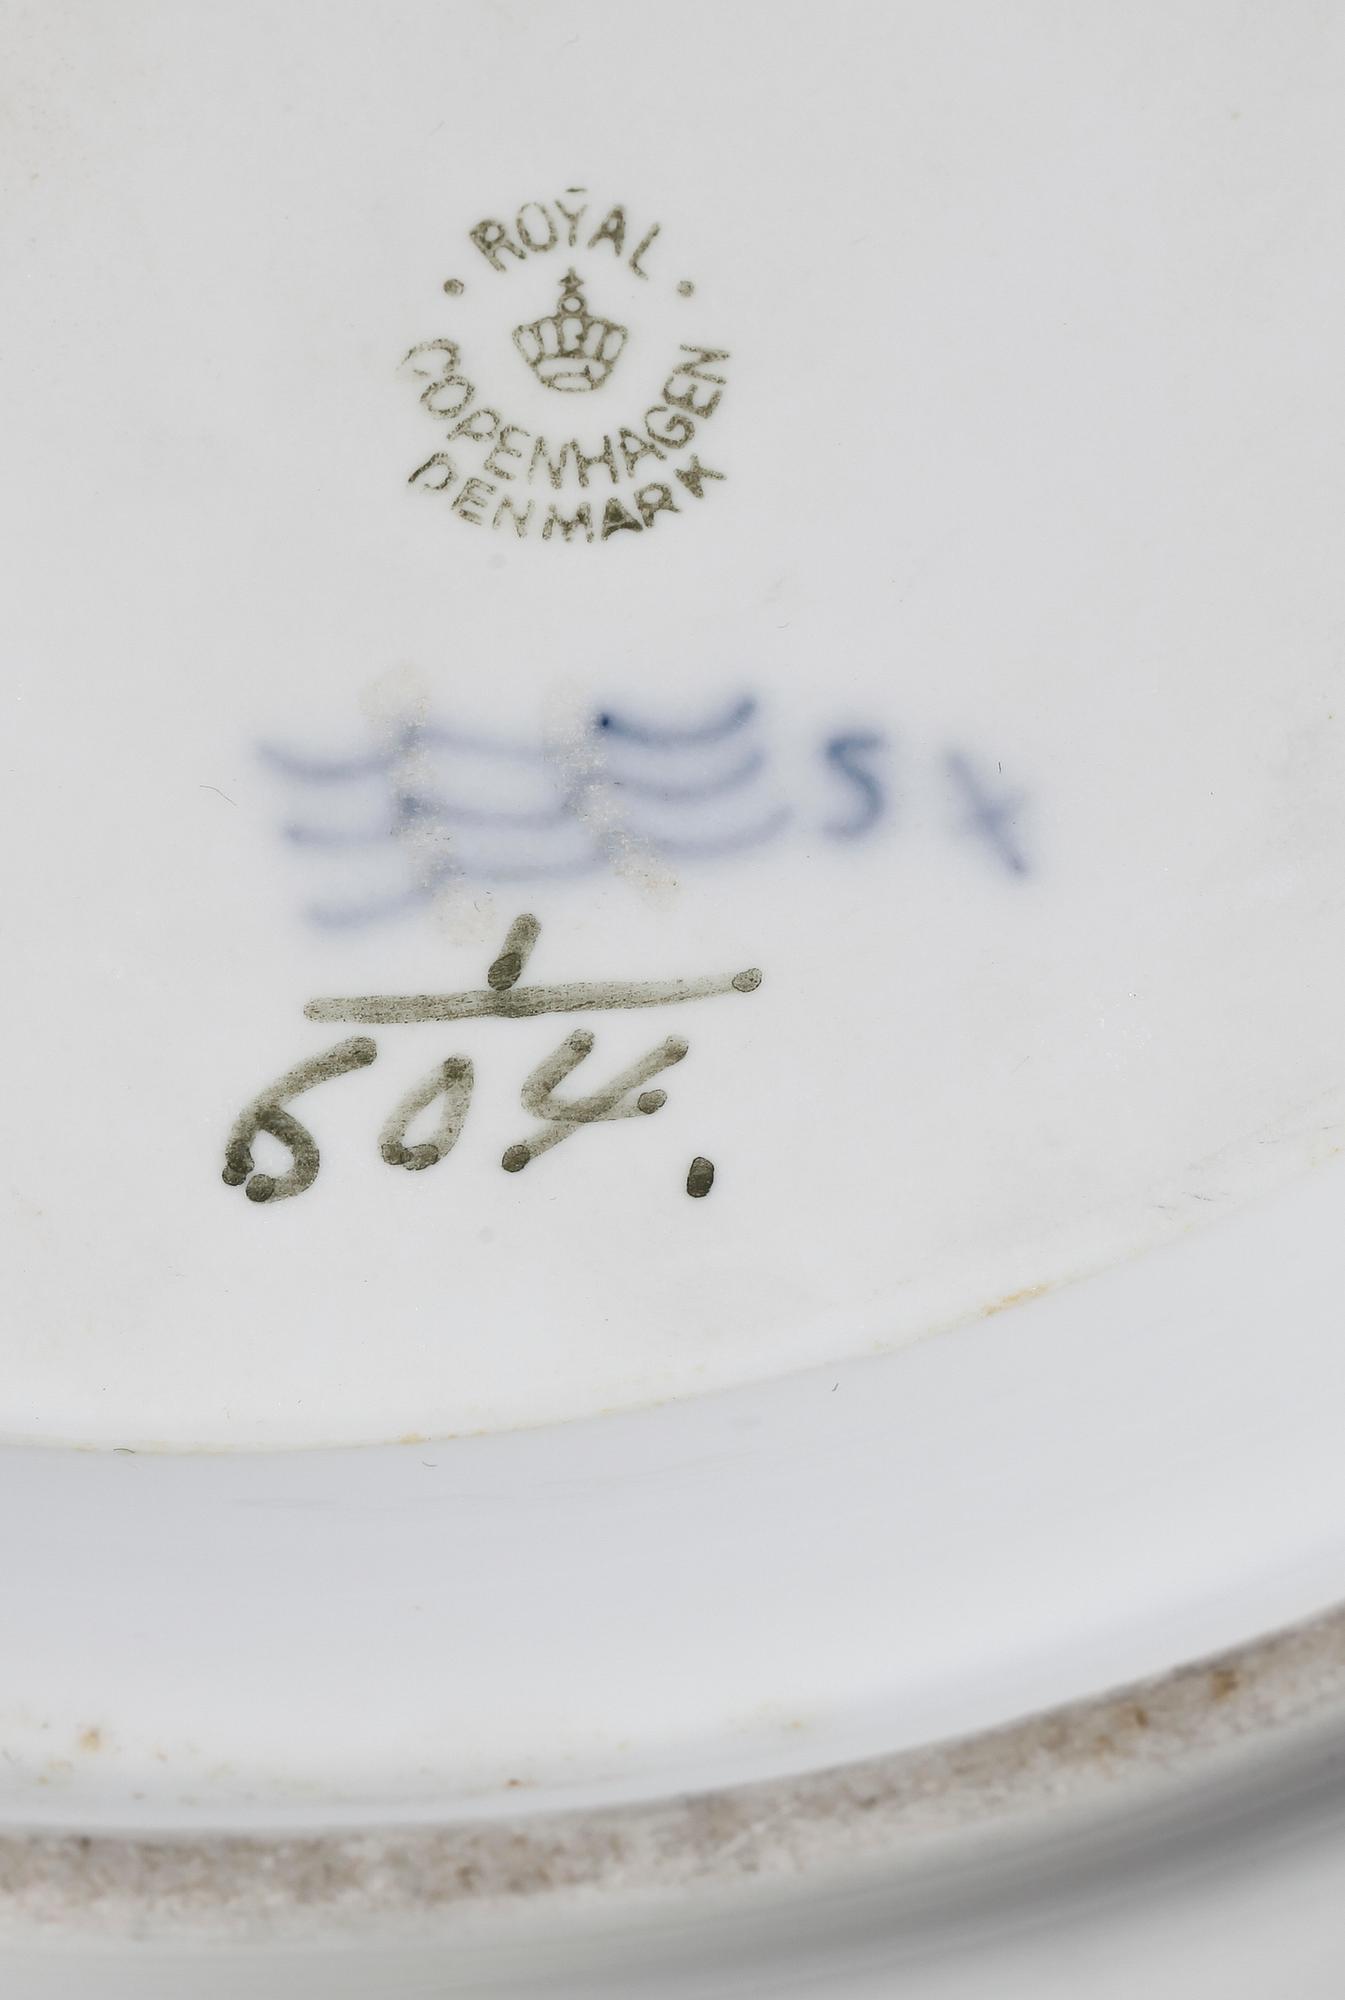 ROYAL
COPENHAGEN
DENMARK
S
1
604.